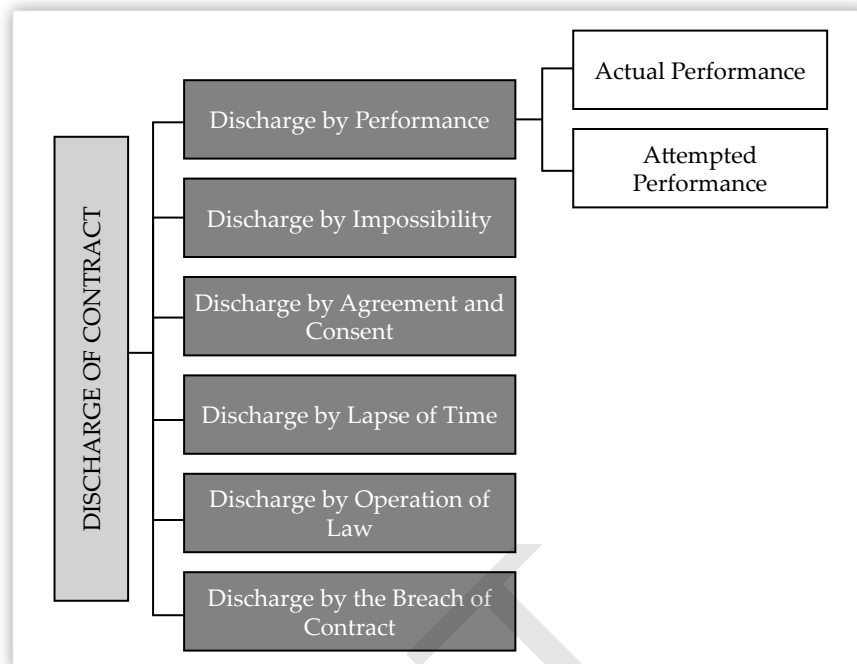 DISCHARGE OF CONTRACT
Discharge by Performance
Actual Performance
Attempted
Performance
Discharge by Impossibility
Discharge by Agreement and
Consent
Discharge by Lapse of Time
Discharge by Operation of
Law
Discharge by the Breach of
Contract